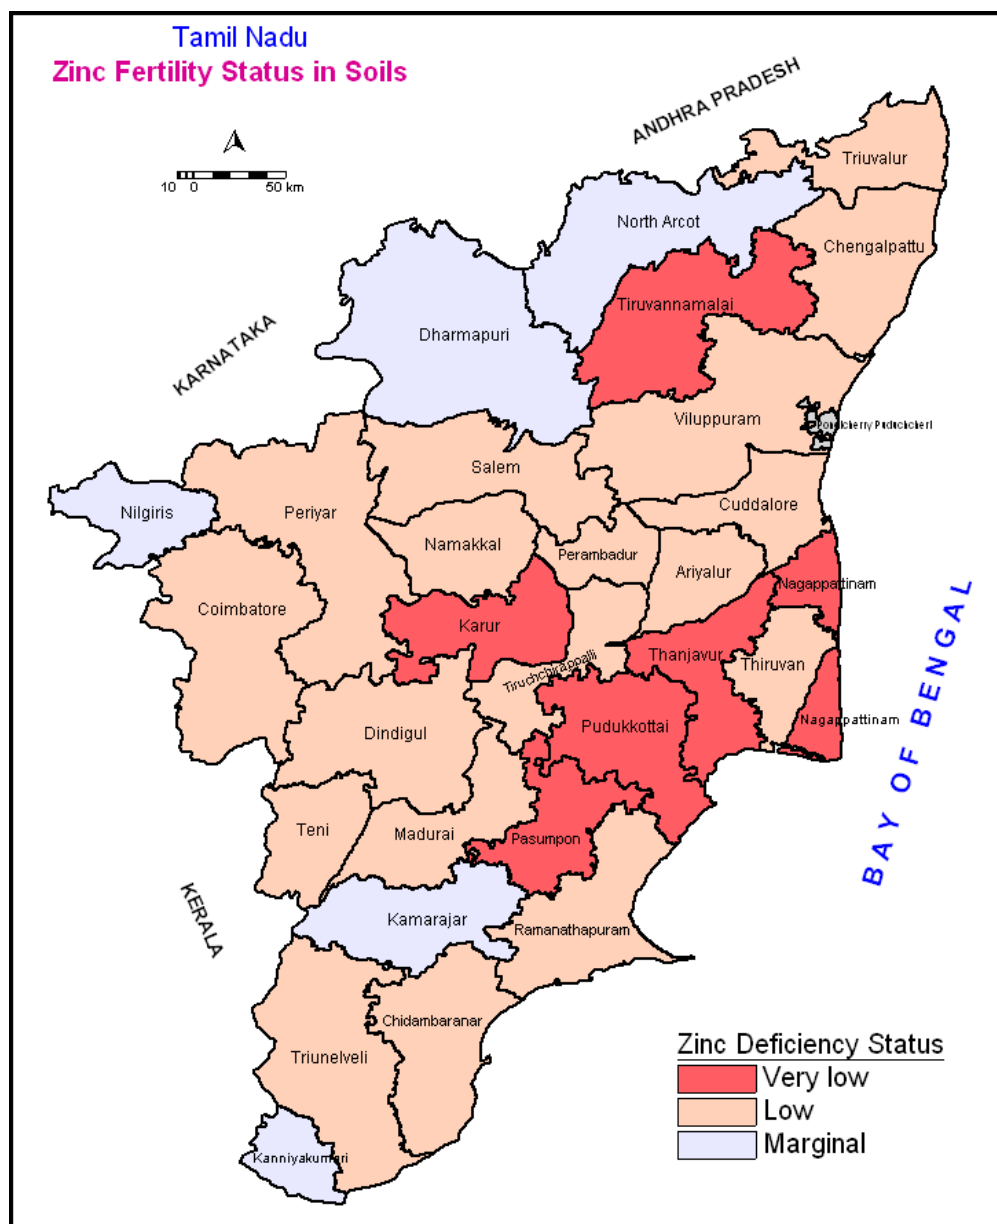 Tamil Nadu
Zinc Fertility Status in Soils
ANDHRA PRADESH
10 0 50 km
Triuvalur
North Arcot
Chengalpattu
Tiruvannamalai
Dharmapuri
KARNATAKA
Viluppuram
Pondicherry Puduchcheri
Salem
Cuddalore
Nilgiris
Periyar
Namakkal
Perambadur
Ariyalur
Nagappattinam
Coimbatore
Karur
Thanjavur
Thiruvan
Tiruchchirappalli
Nagappattinam
Pudukkottai
Dindigul
BAY OF BENGAL
Teni
Madurai
Pasumpon
KERALA
Kamarajar
Ramanathapuram
Chidambaranar
Triunelveli
Kanniyakumari
Zinc Deficiency Status
Very low
Low
Marginal